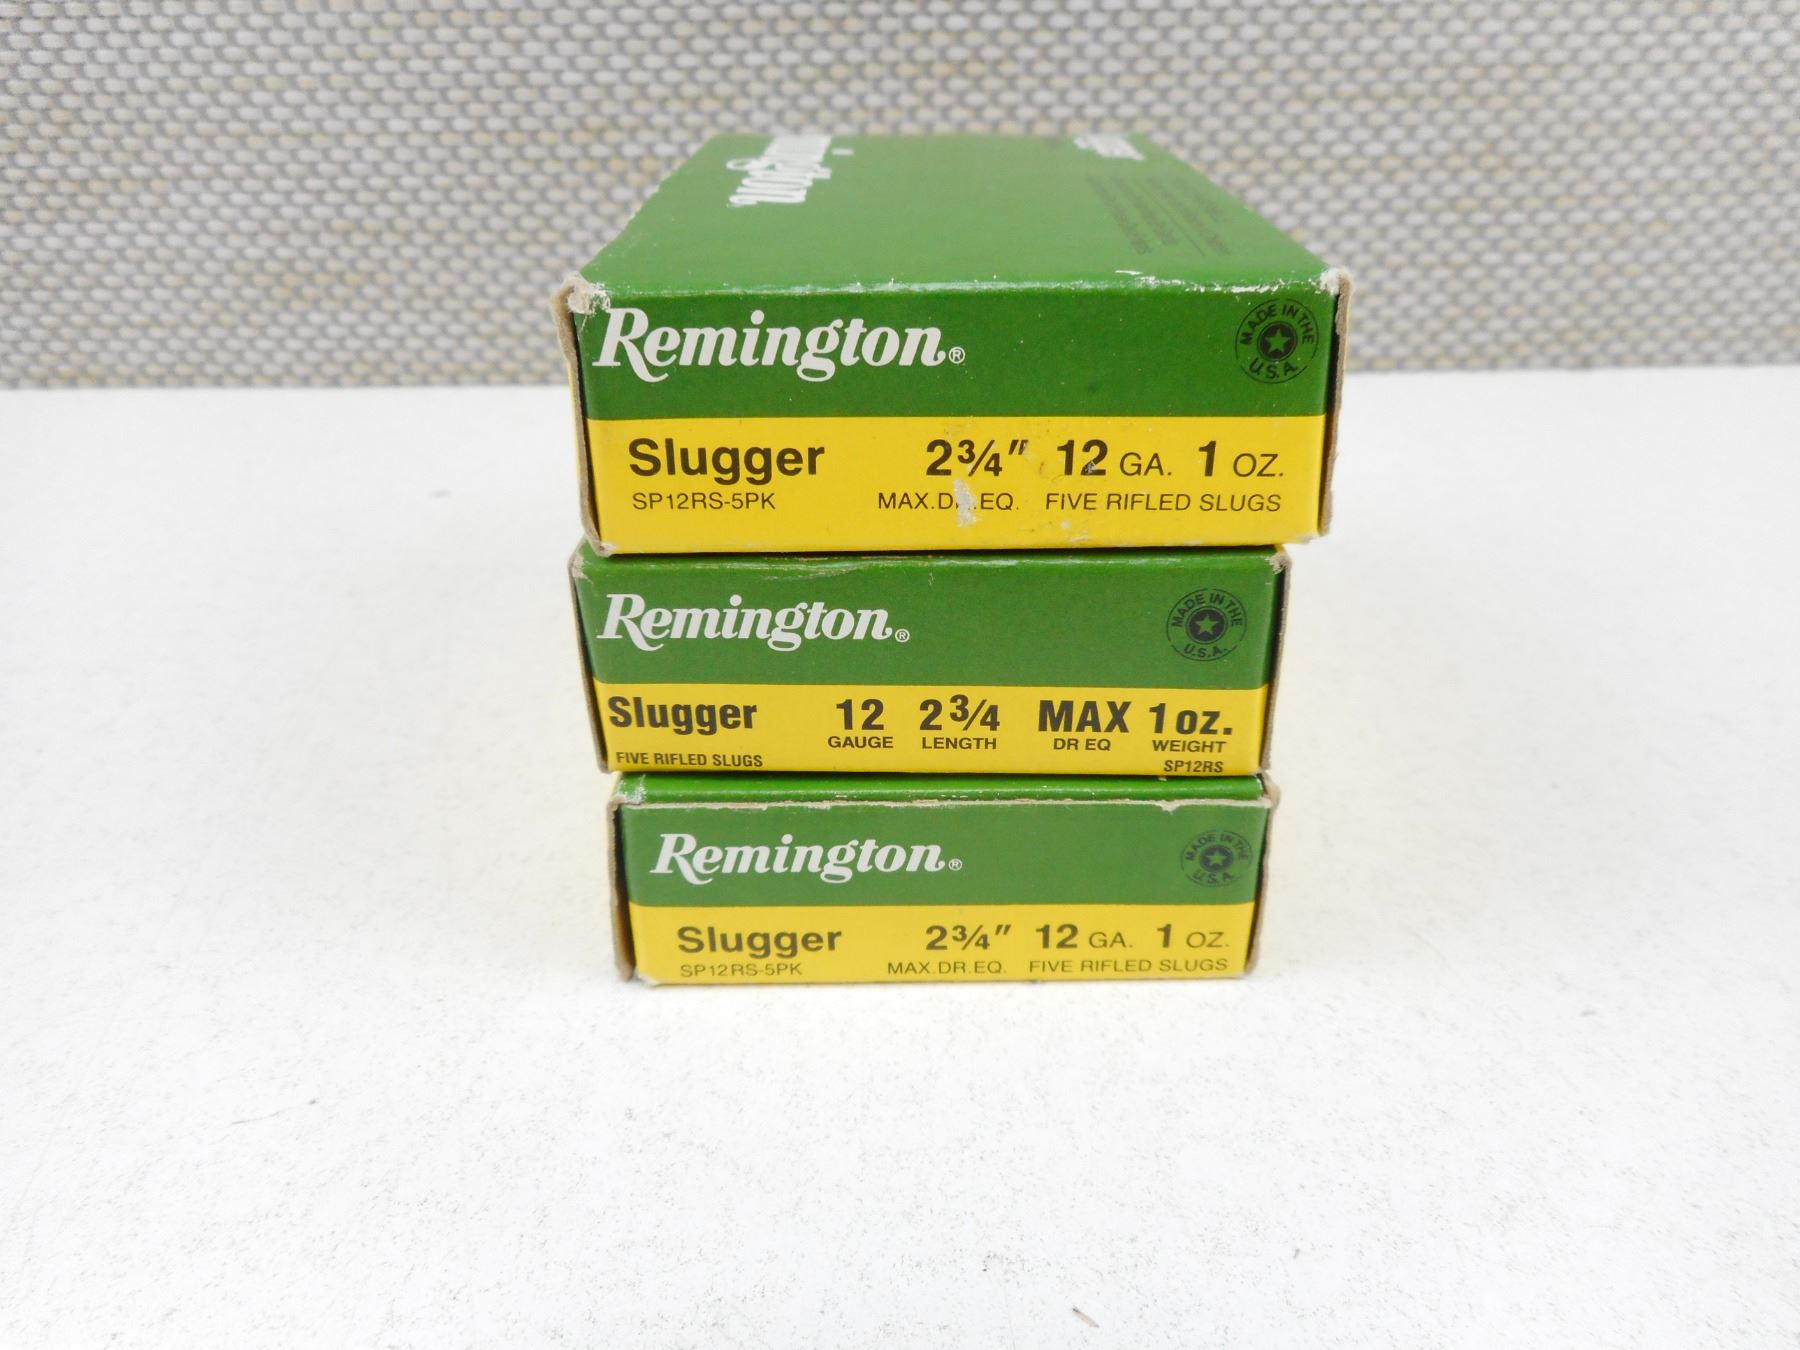 Remington®
MADE IN THE U.S.A.
Slugger 2¾" 12 GA. 1 OZ.
SP12RS-5PK MAX. EQ. FIVE RIFLED SLUGS
Remington®
MADE IN THE U.S.A.
Slugger 12 2¾ MAX 1 oz.
GAUGE LENGTH DR EQ WEIGHT
FIVE RIFLED SLUGS SP12RS
Remington®
MADE IN THE U.S.A.
Slugger 2¾" 12 GA. 1 OZ.
SP12RS-5PK MAX.DR.EQ. FIVE RIFLED SLUGS